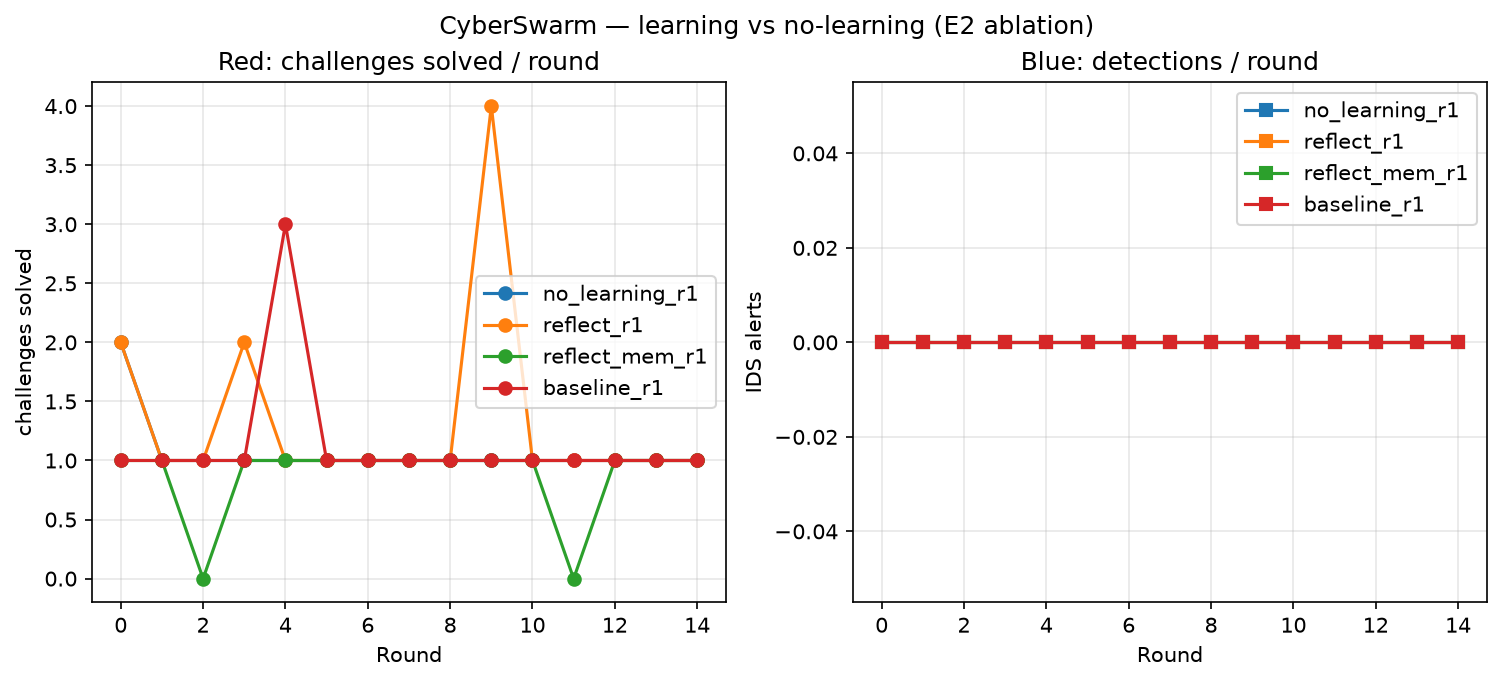 CyberSwarm — learning vs no-learning (E2 ablation)
Red: challenges solved / round
challenges solved
4.0
3.5
3.0
2.5
2.0
1.5
1.0
0.5
0.0
0 2 4 6 8 10 12 14
Round
no_learning_r1
reflect_r1
reflect_mem_r1
baseline_r1
Blue: detections / round
IDS alerts
0.04
0.02
0.00
−0.02
−0.04
0 2 4 6 8 10 12 14
Round
no_learning_r1
reflect_r1
reflect_mem_r1
baseline_r1